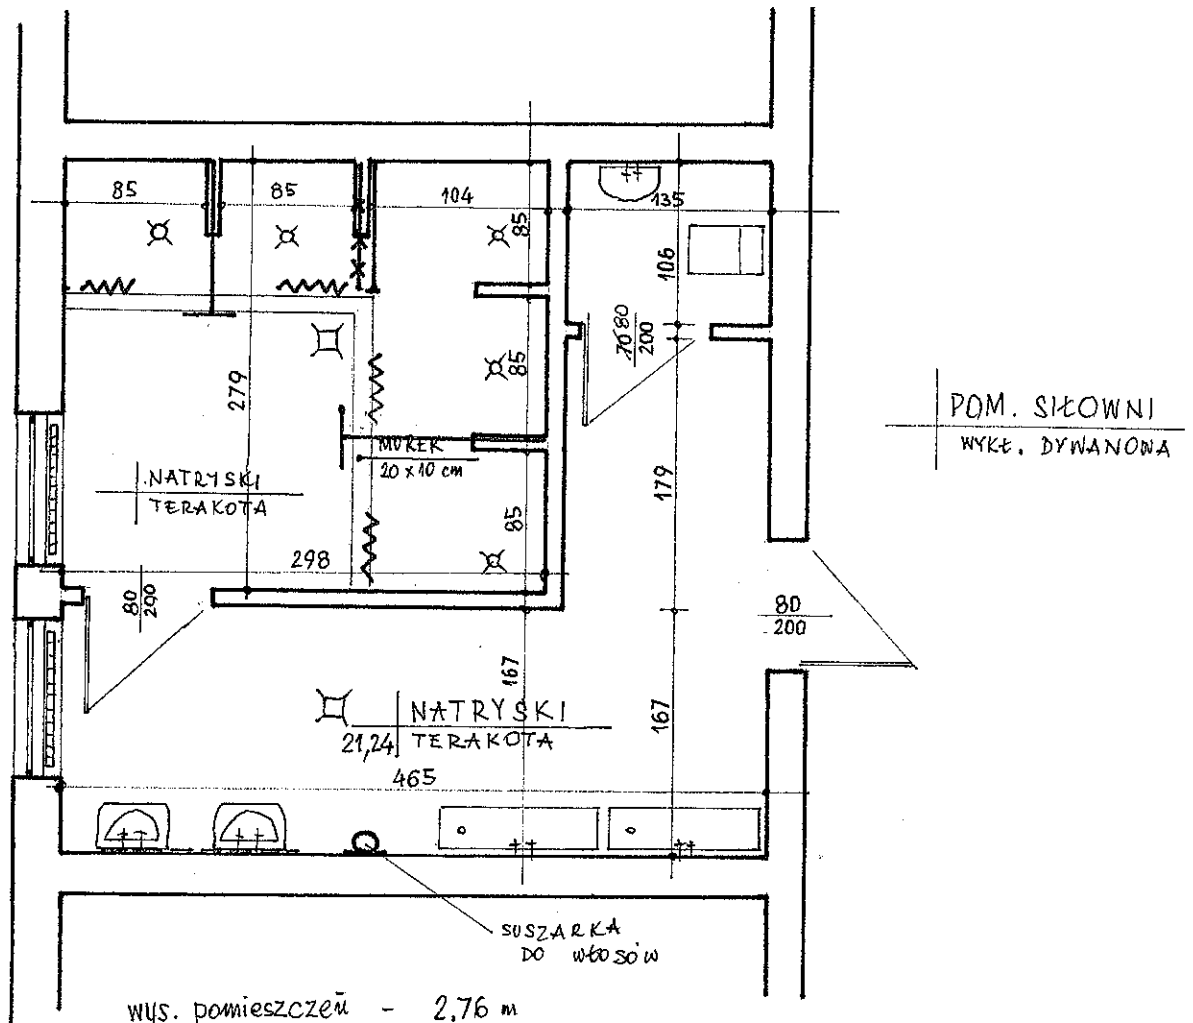 85
85
104
135
85
106
70 80
200
279
85
POM. SIŁOWNI
WYKŁ. DYWANOWA
MUREK
20 x 10 cm
NATRYSKI
TERAKOTA
179
85
298
80
200
80
200
167
167
NATRYSKI
21,24 TERAKOTA
465
SUSZARKA
DO włosów
wys. pomieszczeń - 2,76 m